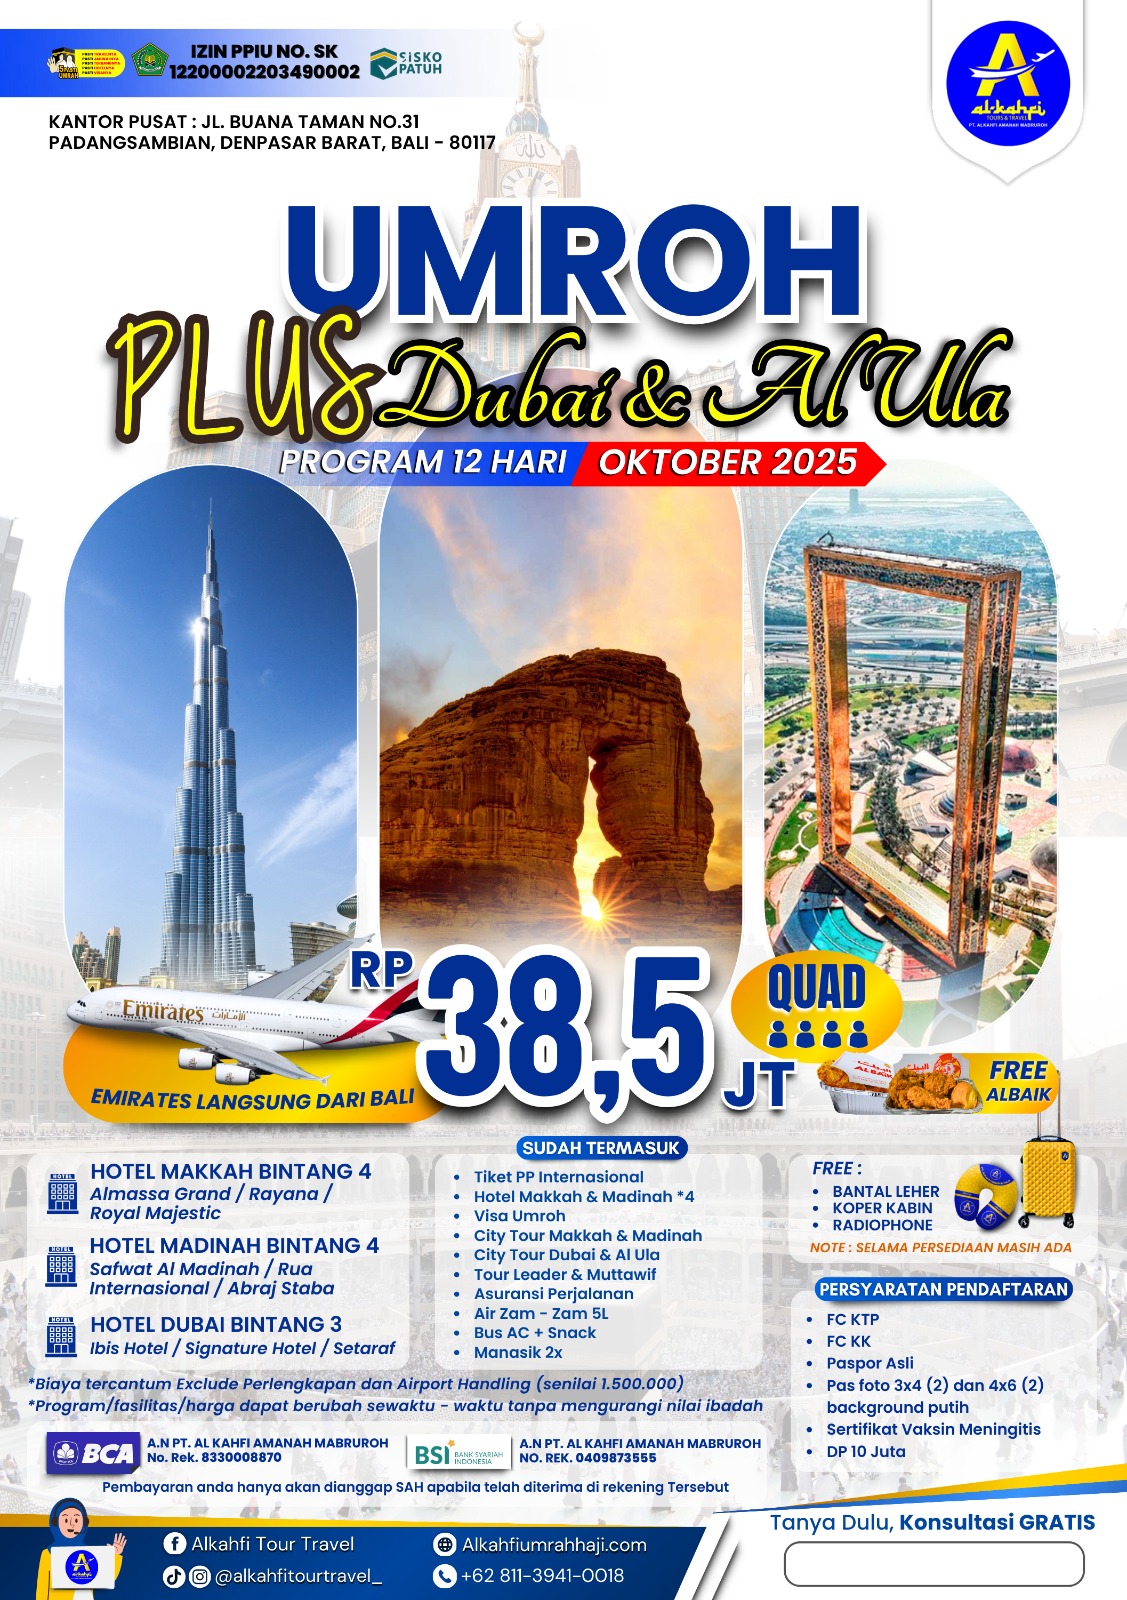 IZIN PPIU NO. SK
12200002203490002
SISKO
PATUH
KANTOR PUSAT : JL. BUANA TAMAN NO.31
PADANGSAMBIAN, DENPASAR BARAT, BALI - 80117
A
al-kahfi
TOURS & TRAVEL
PT. ALKAHFI AMANAH MABRUROH
UMROH
PLUS Dubai & Al Ula
PROGRAM 12 HARI OKTOBER 2025
Emirates
EMIRATES LANGSUNG DARI BALI
RP 38,5 JT
QUAD
FREE
ALBAIK
HOTEL MAKKAH BINTANG 4
Almassa Grand / Rayana /
Royal Majestic
HOTEL MADINAH BINTANG 4
Safwat Al Madinah / Rua
Internasional / Abraj Staba
HOTEL DUBAI BINTANG 3
Ibis Hotel / Signature Hotel / Setaraf
SUDAH TERMASUK
• Tiket PP Internasional
• Hotel Makkah & Madinah *4
• Visa Umroh
• City Tour Makkah & Madinah
• City Tour Dubai & Al Ula
• Tour Leader & Muttawif
• Asuransi Perjalanan
• Air Zam - Zam 5L
• Bus AC + Snack
• Manasik 2x
FREE :
• BANTAL LEHER
• KOPER KABIN
• RADIOPHONE
NOTE : SELAMA PERSEDIAAN MASIH ADA
PERSYARATAN PENDAFTARAN
• FC KTP
• FC KK
• Paspor Asli
• Pas foto 3x4 (2) dan 4x6 (2)
background putih
• Sertifikat Vaksin Meningitis
• DP 10 Juta
*Biaya tercantum Exclude Perlengkapan dan Airport Handling (senilai 1.500.000)
*Program/fasilitas/harga dapat berubah sewaktu - waktu tanpa mengurangi nilai ibadah
BCA
A.N PT. AL KAHFI AMANAH MABRUROH
No. Rek. 8330008870
BSI BANK SYARIAH
INDONESIA
A.N PT. AL KAHFI AMANAH MABRUROH
NO. REK. 0409873555
Pembayaran anda hanya akan dianggap SAH apabila telah diterima di rekening Tersebut
Tanya Dulu, Konsultasi GRATIS
Alkahfi Tour Travel
@alkahfitourtravel_
Alkahfiumrahhaji.com
+62 811-3941-0018